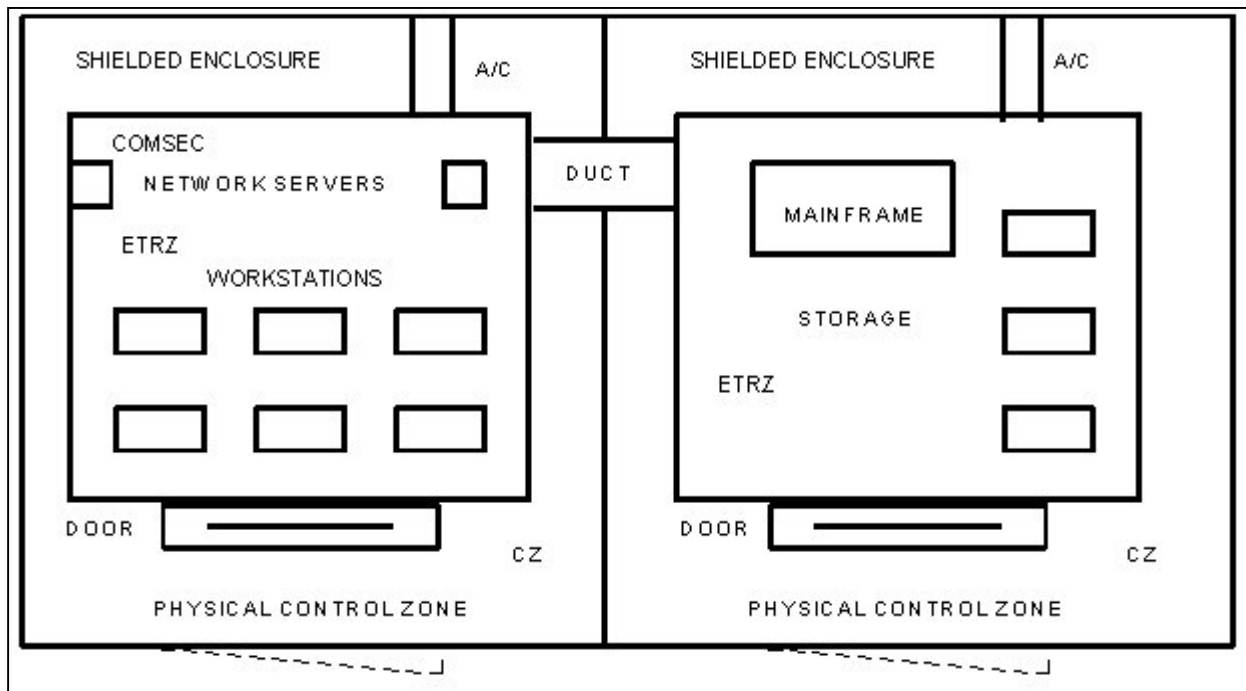 SHIELDED ENCLOSURE
A/C
COMSEC
NETWORK SERVERS
ETRZ
WORKSTATIONS
DOOR
CZ
PHYSICAL CONTROL ZONE
DUCT
SHIELDED ENCLOSURE
A/C
MAINFRAME
STORAGE
ETRZ
DOOR
CZ
PHYSICAL CONTROL ZONE